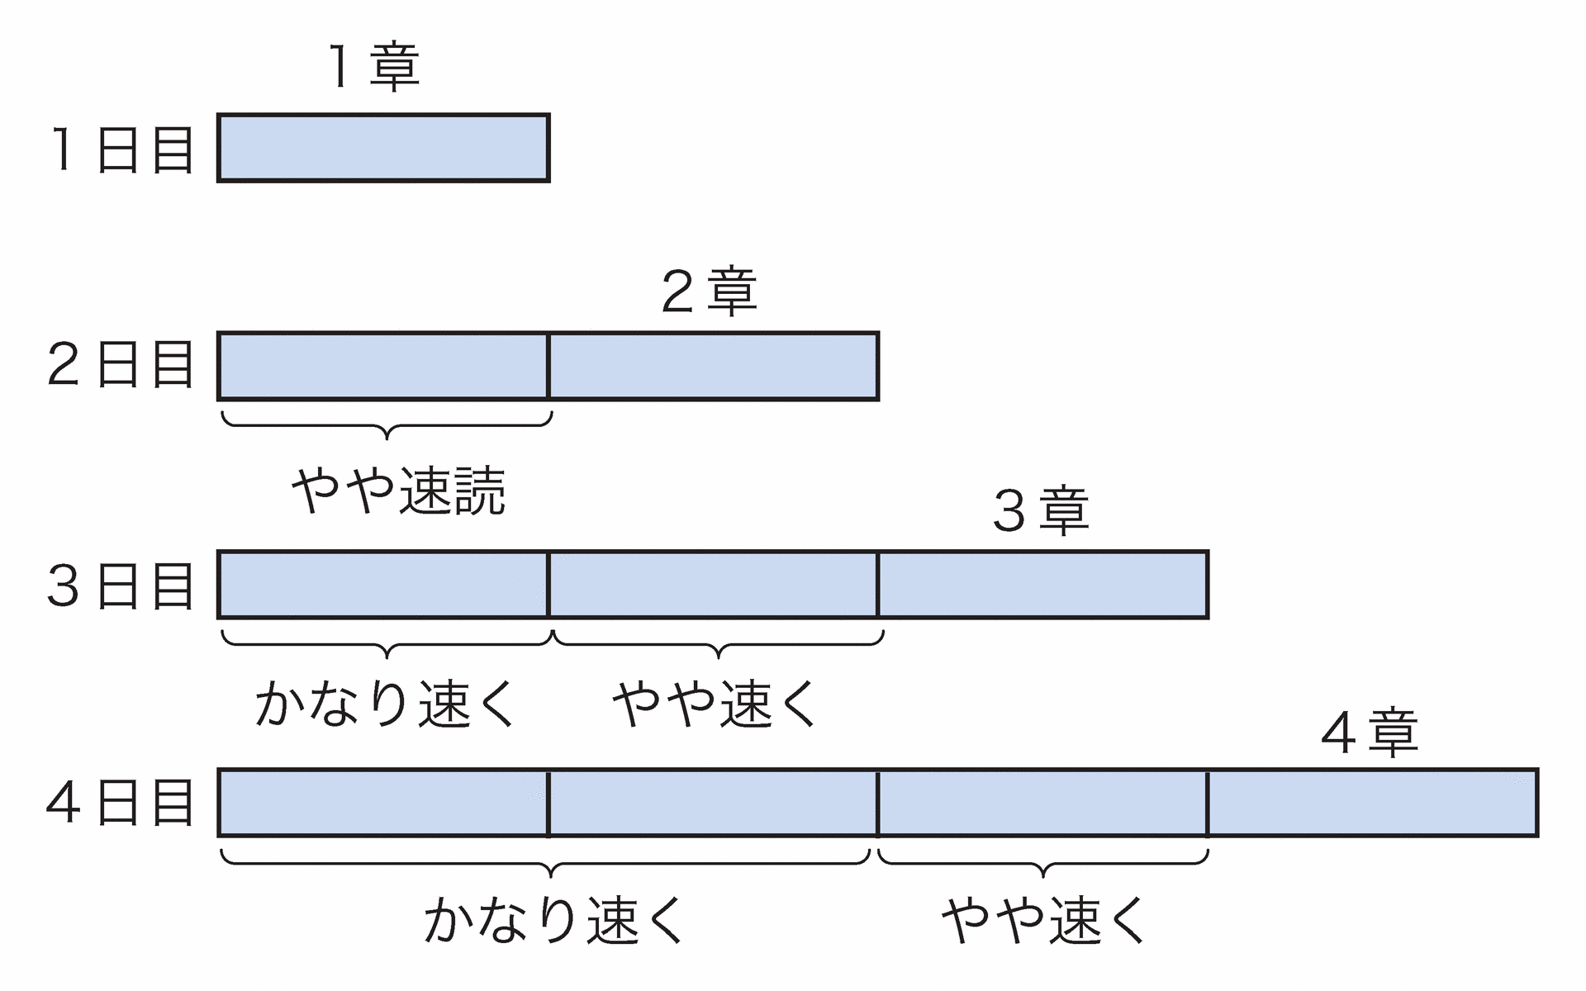 １章
１日目
２章
２日目
やや速読
３章
３日目
かなり速く やや速く
４章
４日目
かなり速く やや速く